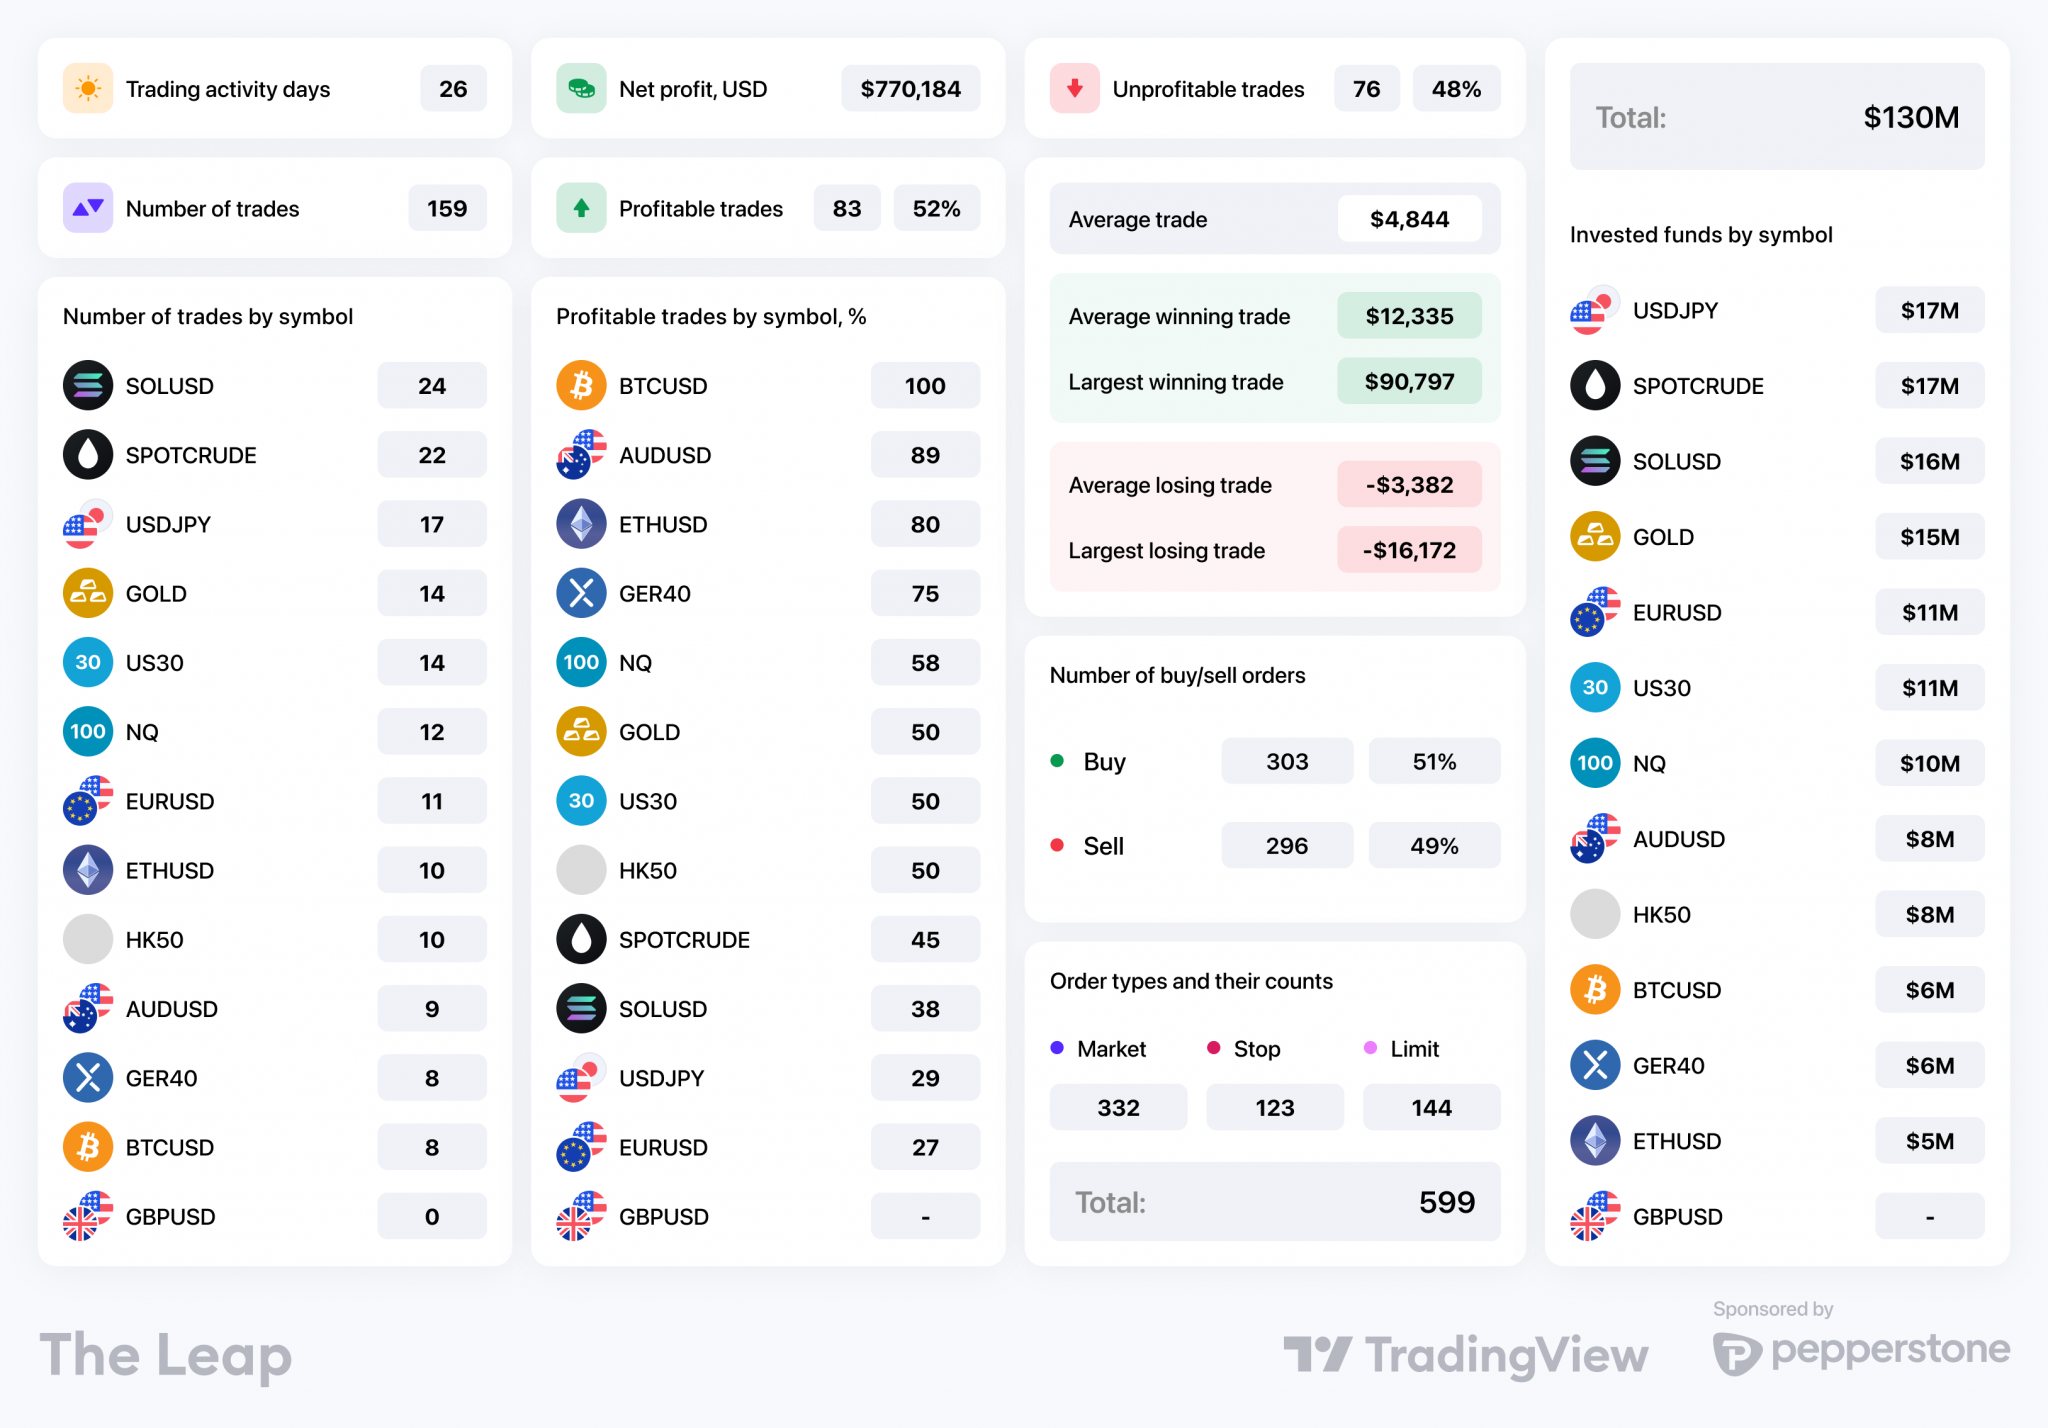 Trading activity days 26
Number of trades 159
Number of trades by symbol
SOLUSD 24
SPOTCRUDE 22
USDJPY 17
GOLD 14
30 US30 14
100 NQ 12
EURUSD 11
ETHUSD 10
HK50 10
AUDUSD 9
GER40 8
BTCUSD 8
GBPUSD 0
Net profit, USD $770,184
Profitable trades 83 52%
Profitable trades by symbol, %
BTCUSD 100
AUDUSD 89
ETHUSD 80
GER40 75
100 NQ 58
GOLD 50
30 US30 50
HK50 50
SPOTCRUDE 45
SOLUSD 38
USDJPY 29
EURUSD 27
GBPUSD -
Unprofitable trades 76 48%
Average trade $4,844
Average winning trade $12,335
Largest winning trade $90,797
Average losing trade -$3,382
Largest losing trade -$16,172
Number of buy/sell orders
Buy 303 51%
Sell 296 49%
Order types and their counts
Market Stop Limit
332 123 144
Total: 599
Total: $130M
Invested funds by symbol
USDJPY $17M
SPOTCRUDE $17M
SOLUSD $16M
GOLD $15M
EURUSD $11M
30 US30 $11M
100 NQ $10M
AUDUSD $8M
HK50 $8M
BTCUSD $6M
GER40 $6M
ETHUSD $5M
GBPUSD -
The Leap
TradingView
Sponsored by
pepperstone